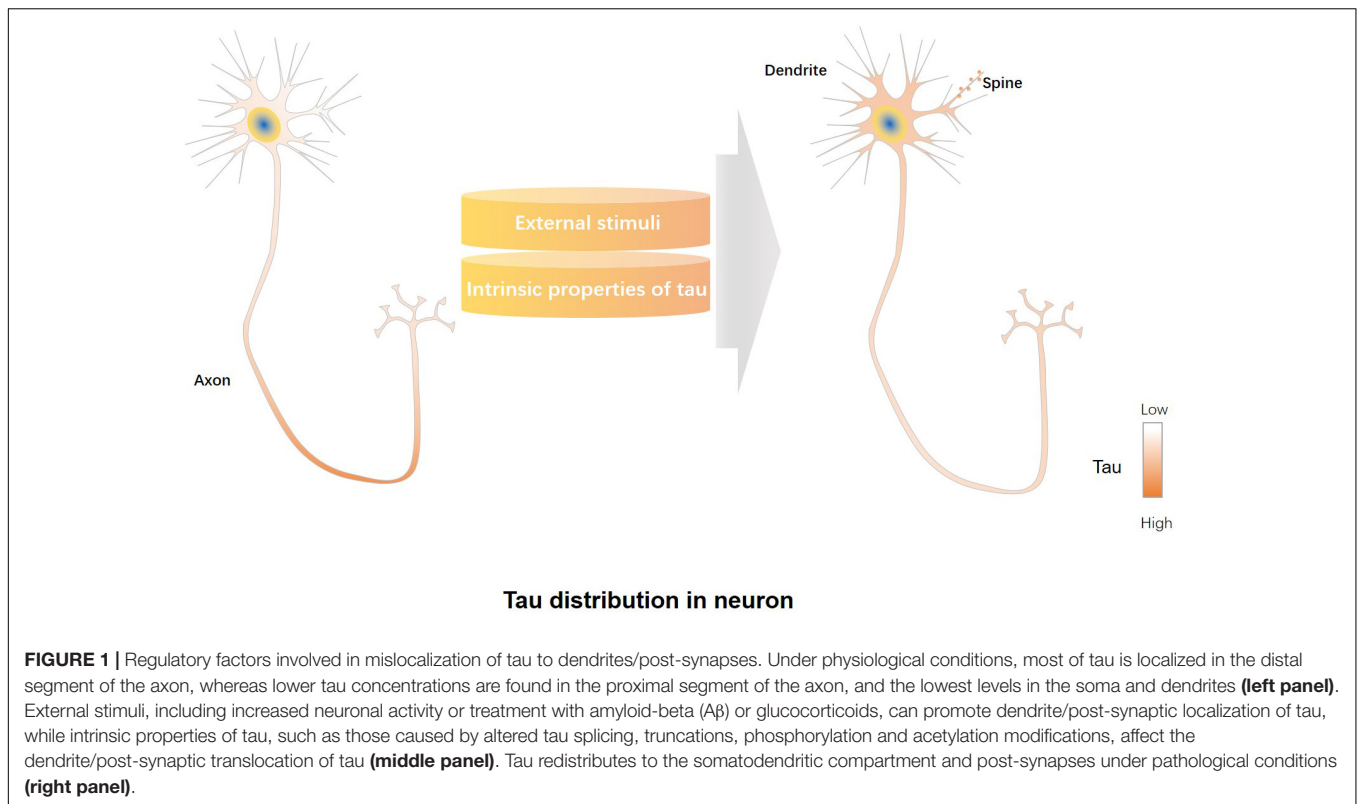 Dendrite
Spine
External stimuli
Intrinsic properties of tau
Axon
Low
Tau
High
Tau distribution in neuron
FIGURE 1 | Regulatory factors involved in mislocalization of tau to dendrites/post-synapses. Under physiological conditions, most of tau is localized in the distal
segment of the axon, whereas lower tau concentrations are found in the proximal segment of the axon, and the lowest levels in the soma and dendrites (left panel).
External stimuli, including increased neuronal activity or treatment with amyloid-beta (Aβ) or glucocorticoids, can promote dendrite/post-synaptic localization of tau,
while intrinsic properties of tau, such as those caused by altered tau splicing, truncations, phosphorylation and acetylation modifications, affect the
dendrite/post-synaptic translocation of tau (middle panel). Tau redistributes to the somatodendritic compartment and post-synapses under pathological conditions
(right panel).